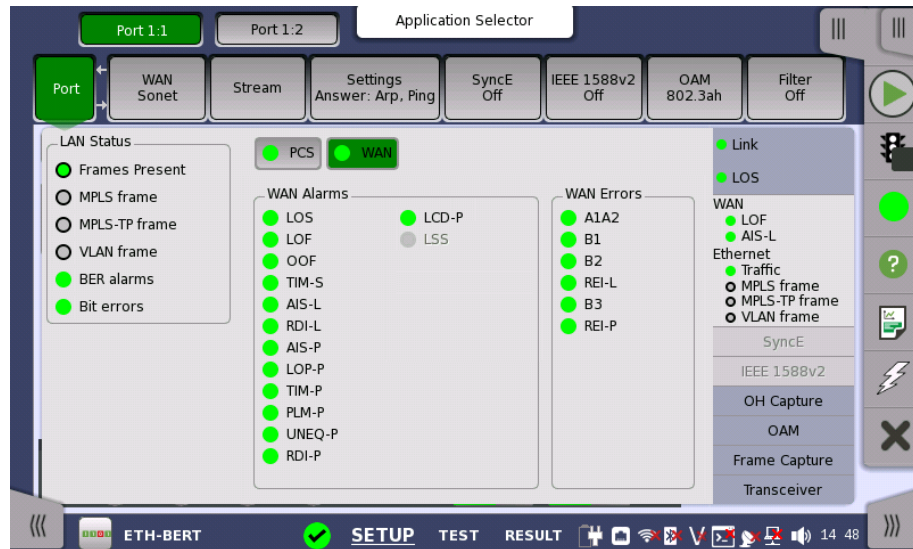 Application Selector
Port 1:1
Port 1:2
Port
WAN
Sonet
Stream
Settings
Answer: Arp, Ping
SyncE
Off
IEEE 1588v2
Off
OAM
802.3ah
Filter
Off
LAN Status
Frames Present
MPLS frame
MPLS-TP frame
VLAN frame
BER alarms
Bit errors
PCS
WAN
WAN Alarms
LOS
LOF
OOF
TIM-S
AIS-L
RDI-L
AIS-P
LOP-P
TIM-P
PLM-P
UNEQ-P
RDI-P
LCD-P
LSS
WAN Errors
A1A2
B1
B2
REI-L
B3
REI-P
Link
LOS
WAN
LOF
AIS-L
Ethernet
Traffic
MPLS frame
MPLS-TP frame
VLAN frame
SyncE
IEEE 1588v2
OH Capture
OAM
Frame Capture
Transceiver
?
ETH-BERT
SETUP
TEST
RESULT
14 48